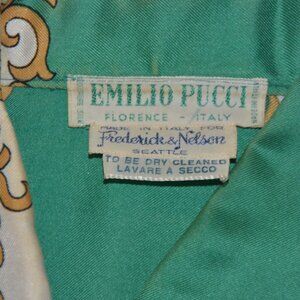 EMILIO PUCCI
FLORENCE - ITALY
MADE IN ITALY FOR
Frederick & Nelson
SEATTLE
TO BE DRY CLEANED
LAVARE A SECCO